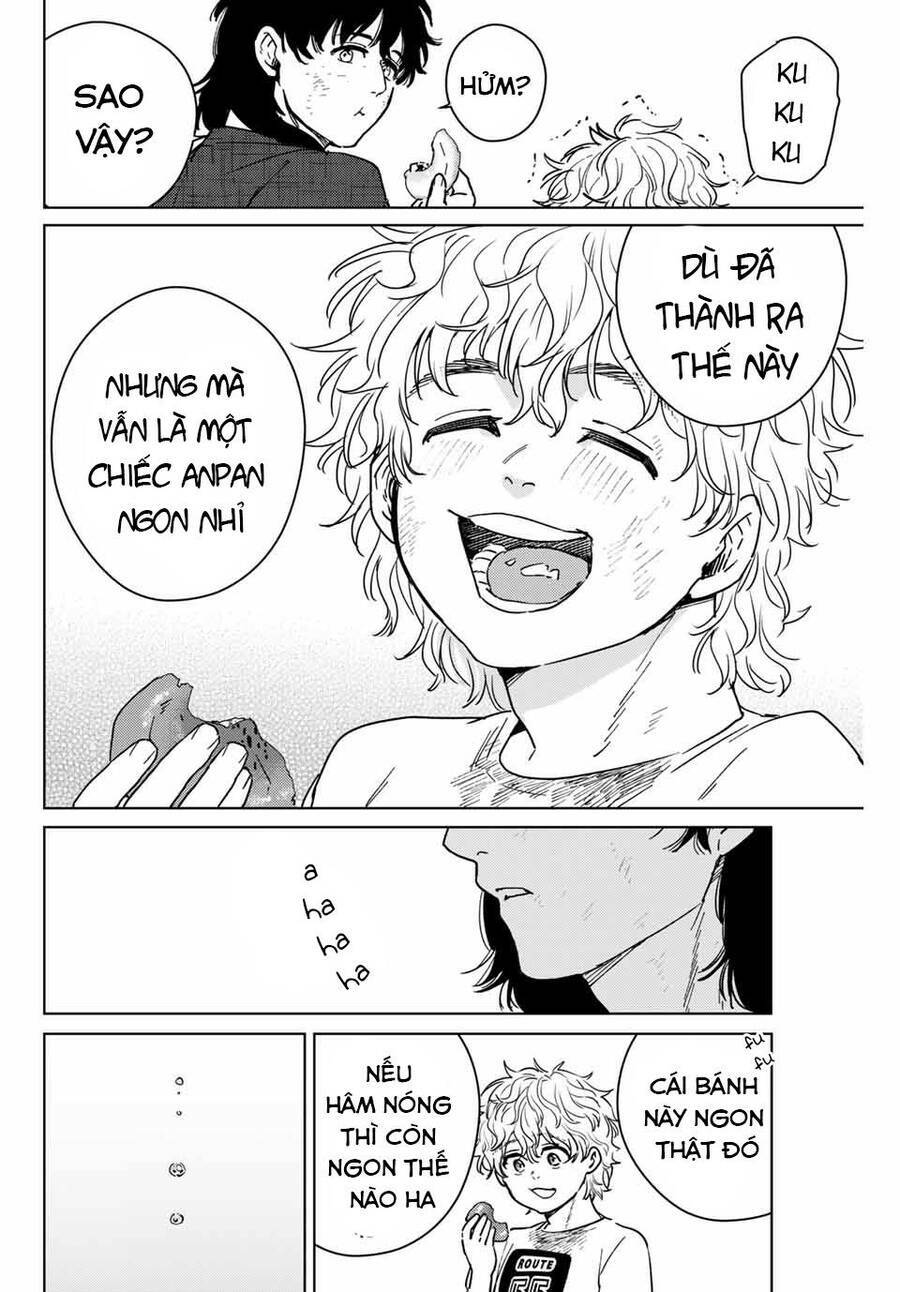 KU
KU
KU
HỬM?
SAO
VẬY?
DÙ ĐÃ
THÀNH RA
THẾ NÀY
NHƯNG MÀ
VẪN LÀ MỘT
CHIẾC ANPAN
NGON NHỈ
a
ha
ha
ha
fu
fu
CÁI BÁNH
NÀY NGON
THẬT ĐÓ
NẾU
HÂM NÓNG
THÌ CÒN
NGON THẾ
NÀO HA
ROUTE
55